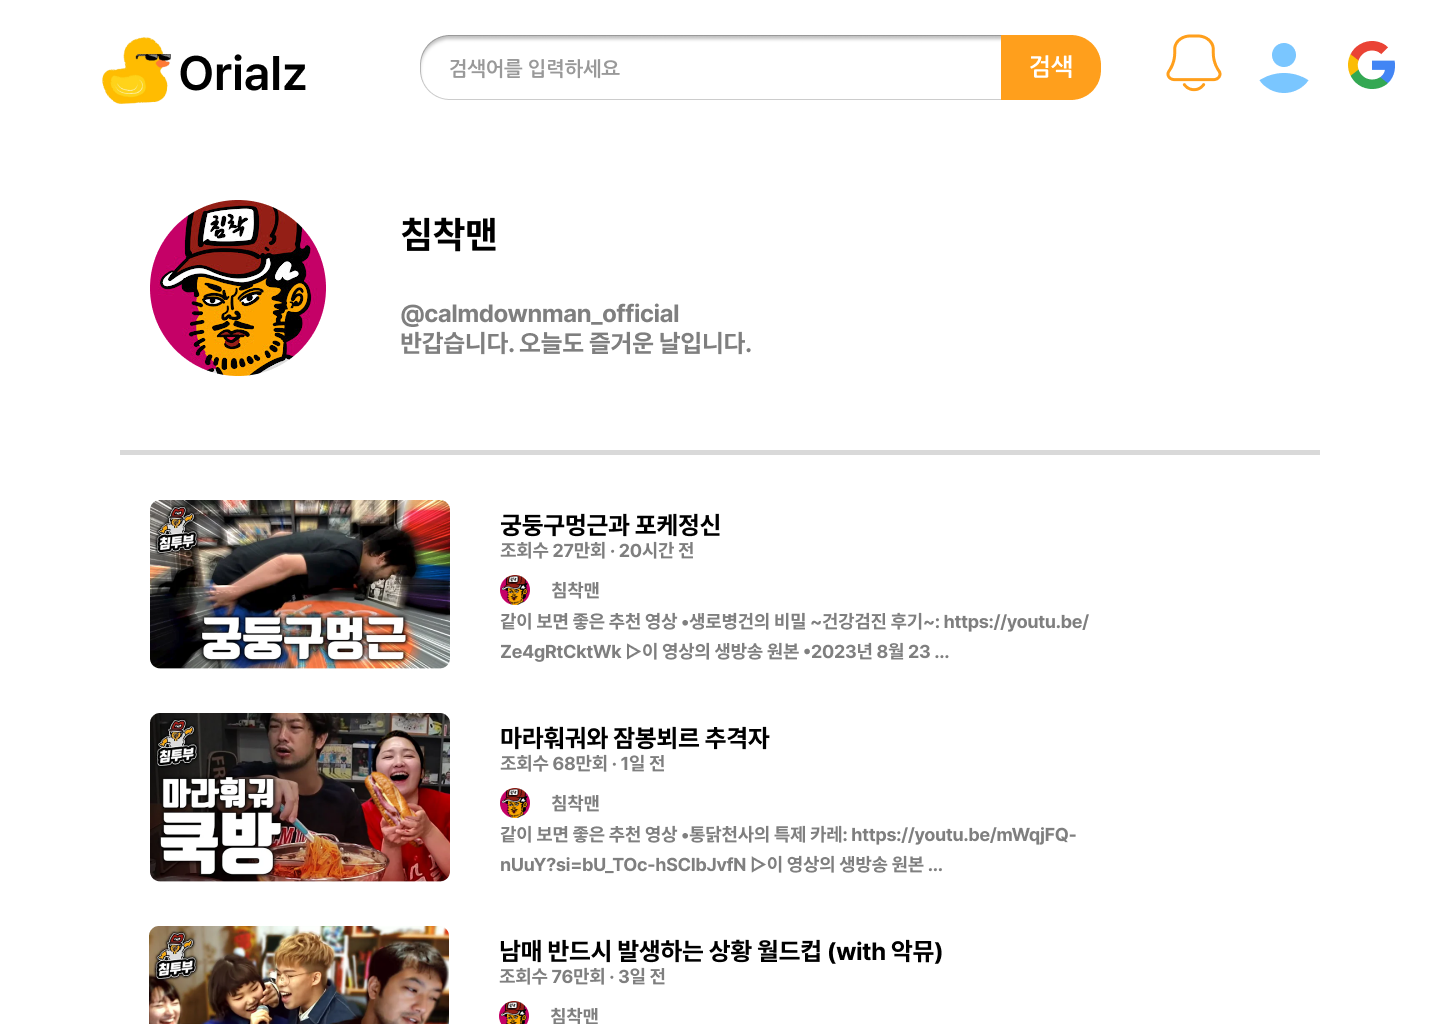 Orialz
검색어를 입력하세요
검색
침착
침착맨
@calmdownman_official
반갑습니다. 오늘도 즐거운 날입니다.
침투부
궁둥구멍근
궁둥구멍근과 포케정신
조회수 27만회 · 20시간 전
침착맨
같이 보면 좋은 추천 영상 •생로병건의 비밀 ~건강검진 후기~: https://youtu.be/
Ze4gRtCktWk ▷이 영상의 생방송 원본 •2023년 8월 23 ...
침투부
마라훠궈
쿡방
마라훠궈와 잠봉뵈르 추격자
조회수 68만회 · 1일 전
침착맨
같이 보면 좋은 추천 영상 •통닭천사의 특제 카레: https://youtu.be/mWqjFQ-
nUuY?si=bU_TOc-hSClbJvfN ▷이 영상의 생방송 원본 ...
침투부
남매 반드시 발생하는 상황 월드컵 (with 악뮤)
조회수 76만회 · 3일 전
침착맨